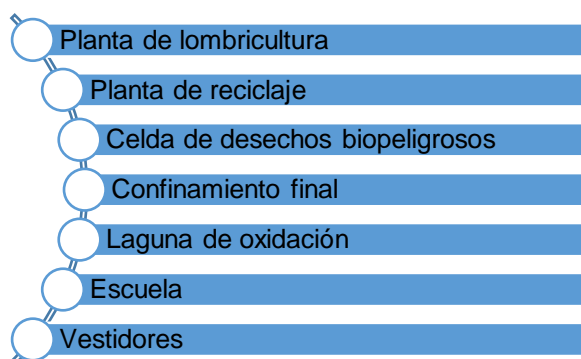 Planta de lombricultura
Planta de reciclaje
Celda de desechos biopeligrosos
Confinamiento final
Laguna de oxidación
Escuela
Vestidores